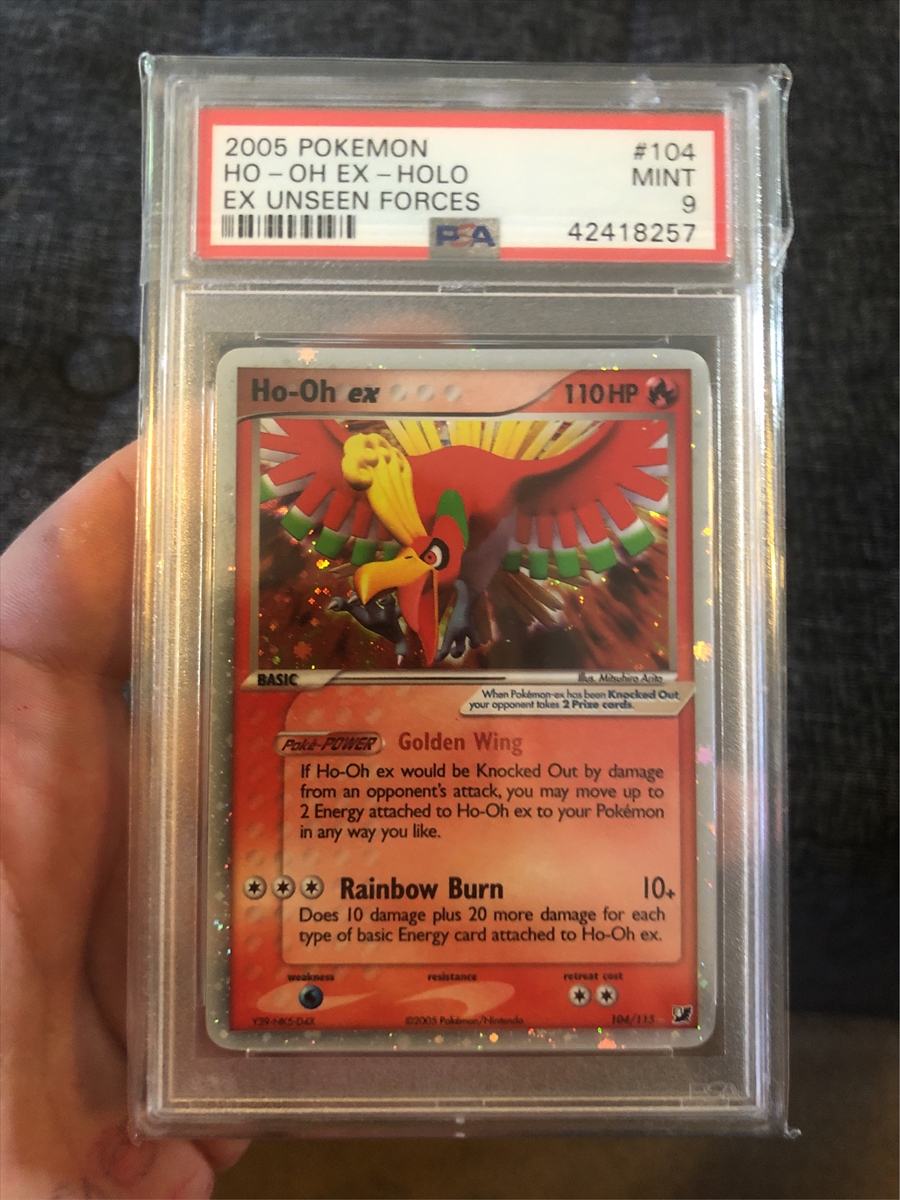 2005 POKEMON #104
HO - OH EX - HOLO MINT
EX UNSEEN FORCES 9
PSA 42418257
Ho-Oh ex 110 HP
BASIC Illus. Mitsuhiro Arita
When Pokémon-ex has been Knocked Out,
your opponent takes 2 Prize cards.
Poké-POWER Golden Wing
If Ho-Oh ex would be Knocked Out by damage
from an opponent's attack, you may move up to
2 Energy attached to Ho-Oh ex to your Pokémon
in any way you like.
Rainbow Burn 10+
Does 10 damage plus 20 more damage for each
type of basic Energy card attached to Ho-Oh ex.
weakness resistance retreat cost
©2005 Pokémon/Nintendo 104/115
PSA